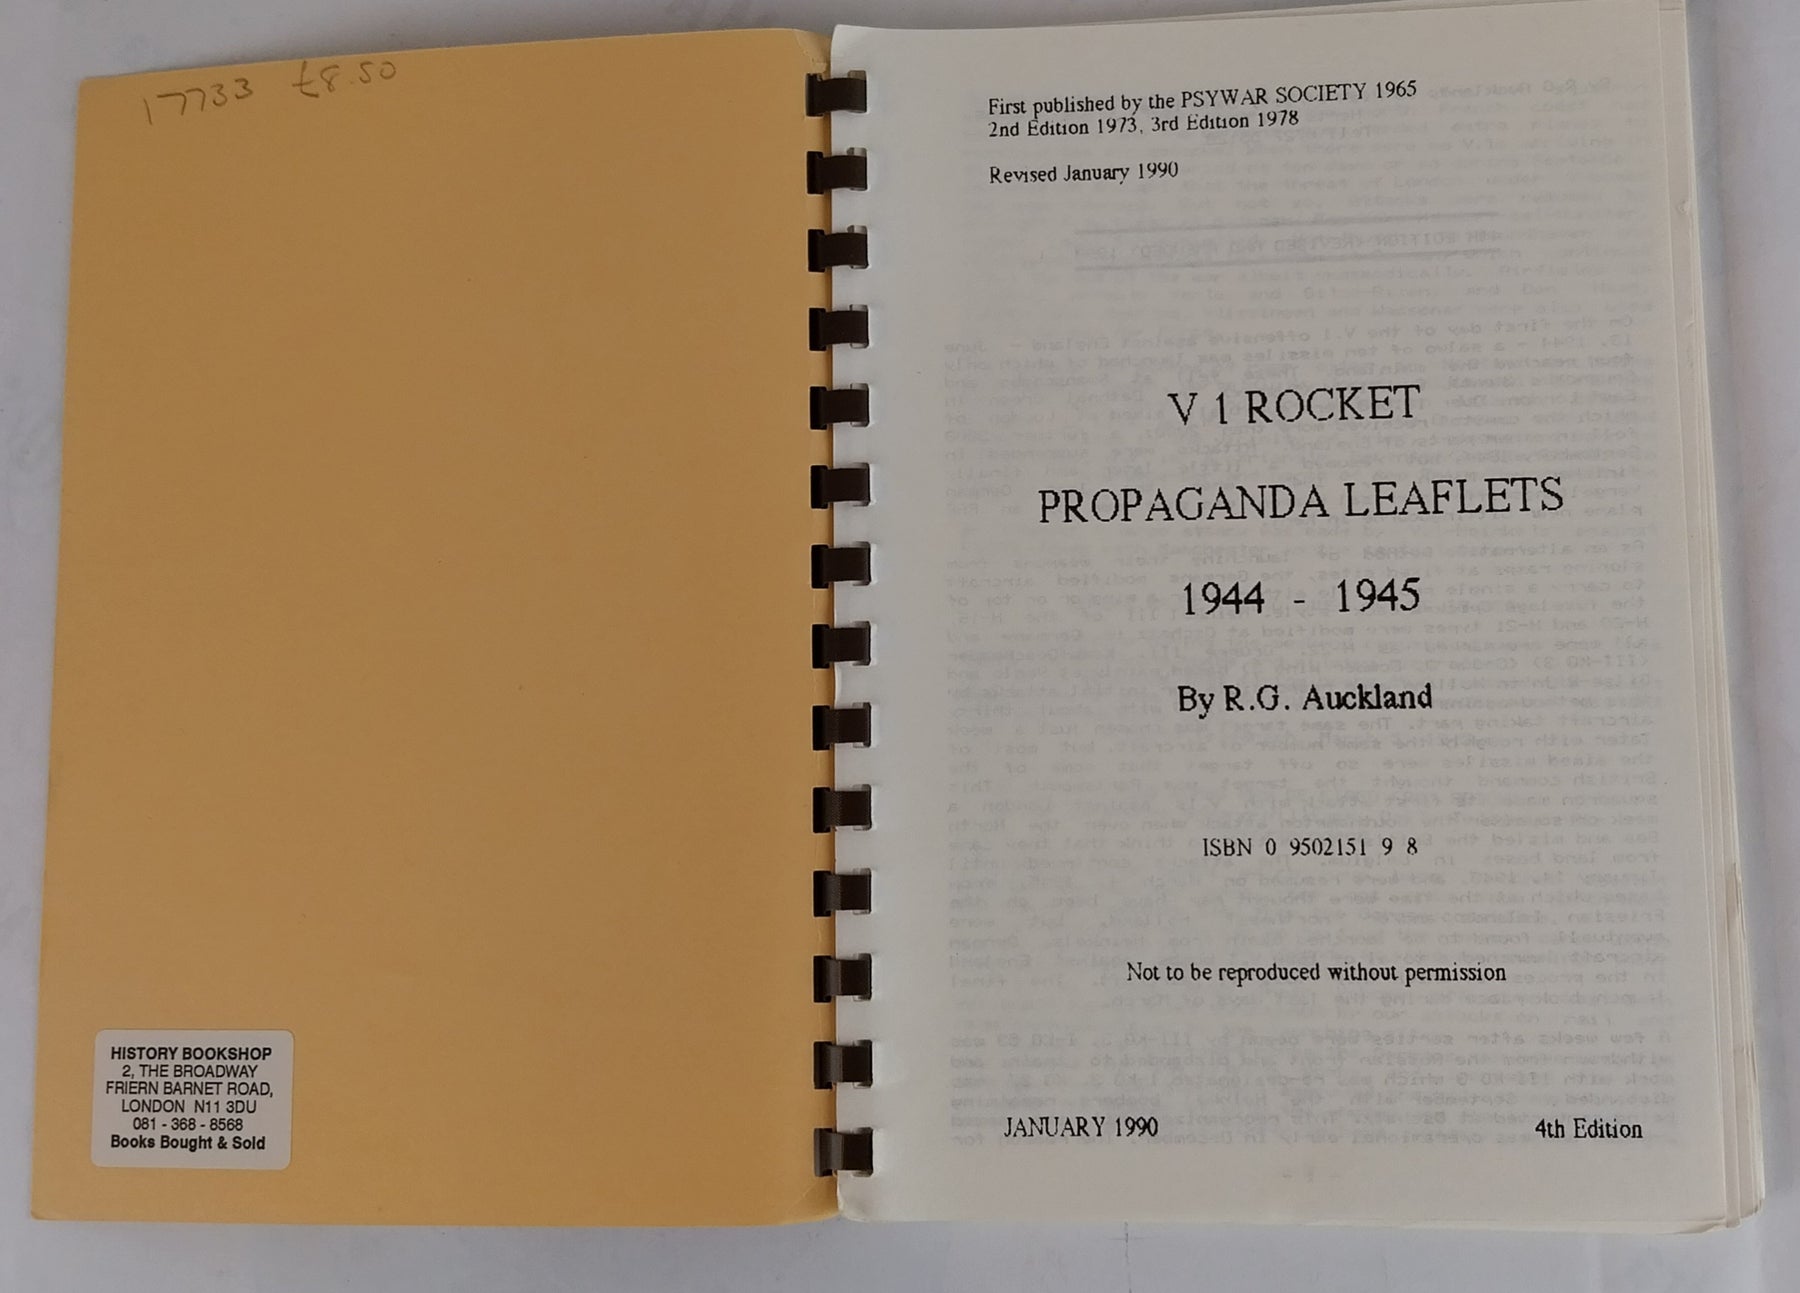 17733 £8.50
HISTORY BOOKSHOP
2, THE BROADWAY
FRIERN BARNET ROAD,
LONDON N11 3DU
081 - 368 - 8568
Books Bought & Sold
First published by the PSYWAR SOCIETY 1965
2nd Edition 1973, 3rd Edition 1978
Revised January 1990
V 1 ROCKET
PROPAGANDA LEAFLETS
1944 - 1945
By R.G. Auckland
ISBN 0 9502151 9 8
Not to be reproduced without permission
JANUARY 1990 4th Edition